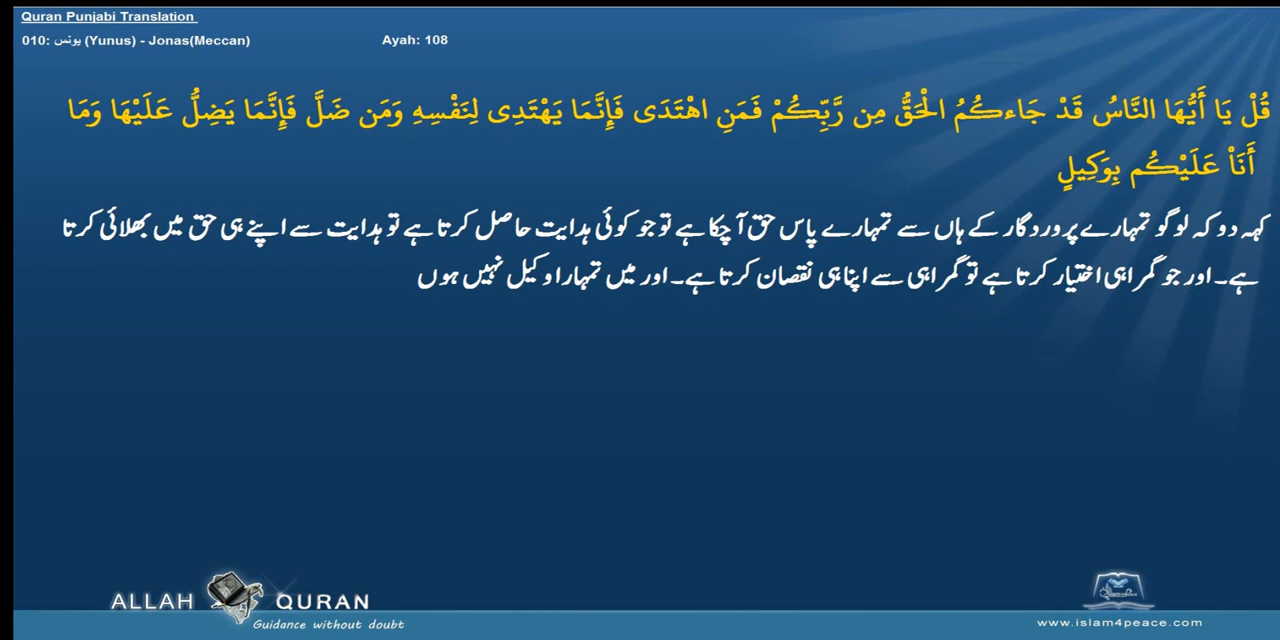 Quran Punjabi Translation
010: يونس (Yunus) - Jonas(Meccan) Ayah: 108
قُلْ يَا أَيُّهَا النَّاسُ قَدْ جَاءكُمُ الْحَقُّ مِن رَّبِّكُمْ فَمَنِ اهْتَدَى فَإِنَّمَا يَهْتَدِى لِنَفْسِهِ وَمَن ضَلَّ فَإِنَّمَا يَضِلُّ عَلَيْهَا وَمَا
أَنَاْ عَلَيْكُم بِوَكِيلٍ
کہہ دو کہ لوگو تمہارے پروردگار کے ہاں سے تمہارے پاس حق آ چکا ہے تو جو کوئی ہدایت حاصل کرتا ہے تو ہدایت سے اپنے ہی حق میں بھلائی کرتا
ہے۔ اور جو گمراہی اختیار کرتا ہے تو گمراہی سے اپنا ہی نقصان کرتا ہے۔ اور میں تمہارا وکیل نہیں ہوں
ALLAH QURAN
Guidance without doubt
www.islam4peace.com